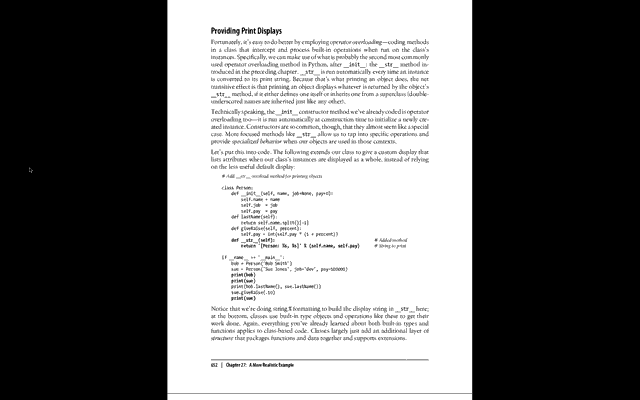 Providing Print Displays
Fortunately, it's easy to do better by employing operator overloading—coding methods
in a class that intercept and process built-in operations when run on the class's
instances. Specifically, we can make use of what is probably the second most commonly
used operator overloading method in Python, after __init__: the __str__ method in-
troduced in the preceding chapter. __str__ is run automatically every time an instance
is converted to its print string. Because that's what printing an object does, the net
transitive effect is that printing an object displays whatever is returned by the object's
__str__ method, if it either defines one itself or inherits one from a superclass (double-
underscored names are inherited just like any other).
Technically speaking, the __init__ constructor method we've already coded is operator
overloading too—it is run automatically at construction time to initialize a newly cre-
ated instance. Constructors are so common, though, that they almost seem like a special
case. More focused methods like __str__ allow us to tap into specific operations and
provide specialized behavior when our objects are used in those contexts.
Let's put this into code. The following extends our class to give a custom display that
lists attributes when our class's instances are displayed as a whole, instead of relying
on the less useful default display:
# Add __str__ overload method for printing objects
class Person:
def __init__(self, name, job=None, pay=0):
self.name = name
self.job = job
self.pay = pay
def lastName(self):
return self.name.split()[-1]
def giveRaise(self, percent):
self.pay = int(self.pay * (1 + percent))
def __str__(self): # Added method
return '[Person: %s, %s]' % (self.name, self.pay) # String to print
if __name__ == '__main__':
bob = Person('Bob Smith')
sue = Person('Sue Jones', job='dev', pay=100000)
print(bob)
print(sue)
print(bob.lastName(), sue.lastName())
sue.giveRaise(.10)
print(sue)
Notice that we're doing string % formatting to build the display string in __str__ here;
at the bottom, classes use built-in type objects and operations like these to get their
work done. Again, everything you've already learned about both built-in types and
functions applies to class-based code. Classes largely just add an additional layer of
structure that packages functions and data together and supports extensions.
652 | Chapter 27: A More Realistic Example